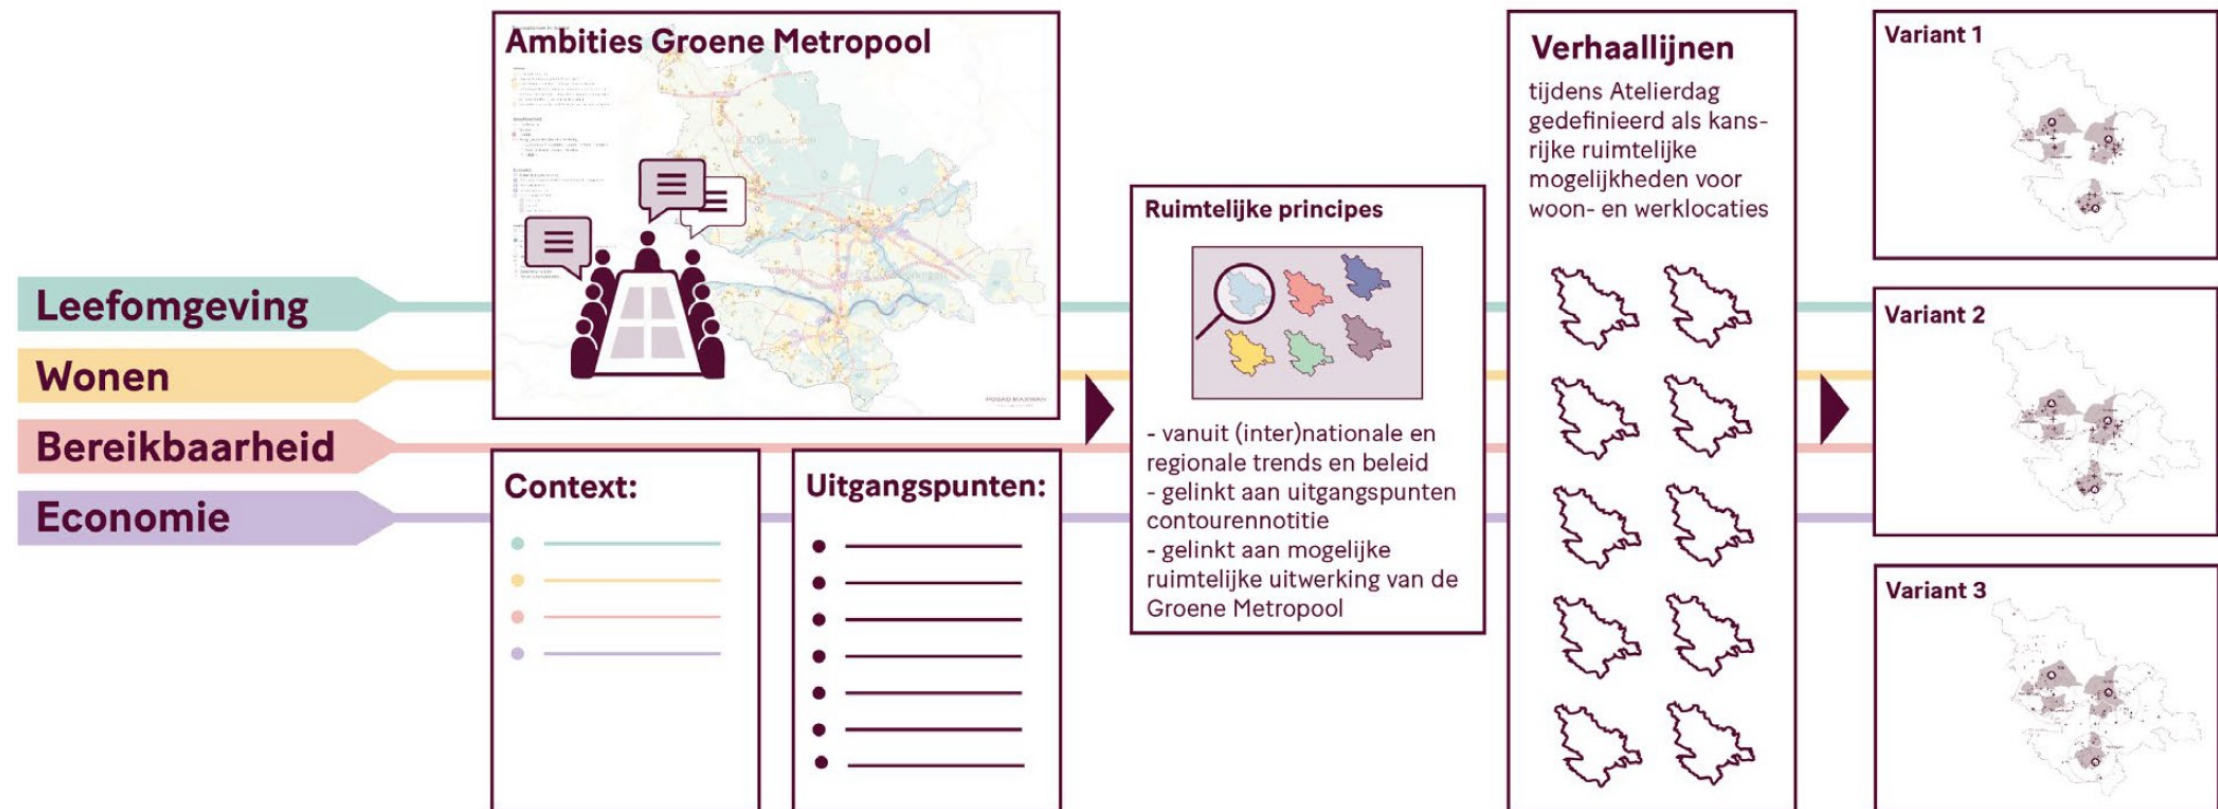 Leefomgeving
Wonen
Bereikbaarheid
Economie
Ambities Groene Metropool
POSAD MAXWAN
Context:
Uitgangspunten:
Ruimtelijke principes
- vanuit (inter)nationale en
regionale trends en beleid
- gelinkt aan uitgangspunten
contourennotitie
- gelinkt aan mogelijke
ruimtelijke uitwerking van de
Groene Metropool
Verhaallijnen
tijdens Atelierdag
gedefinieerd als kans-
rijke ruimtelijke
mogelijkheden voor
woon- en werklocaties
Variant 1
Variant 2
Variant 3